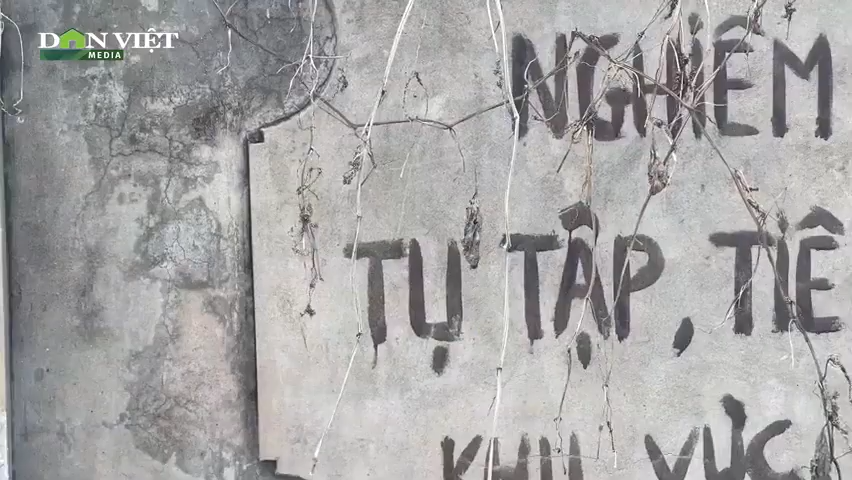 DÂN VIỆT
MEDIA
NGHIÊM
TỤ TẬP, TIÊ
KHU VỰC